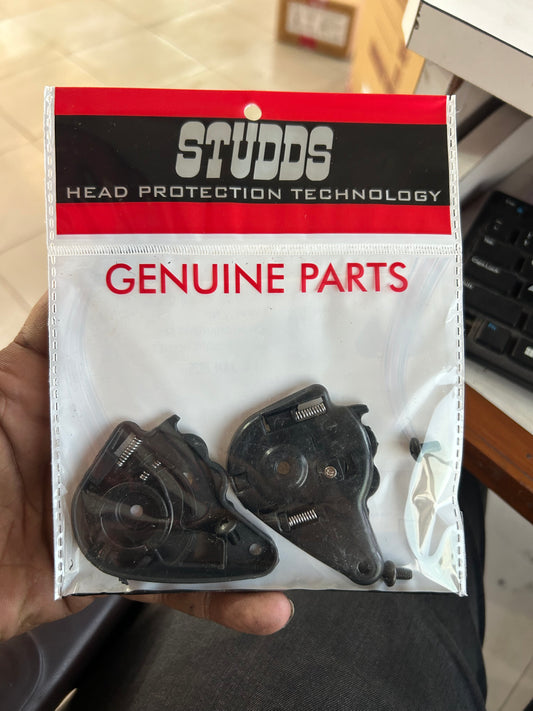 STUDDS
HEAD PROTECTION TECHNOLOGY
GENUINE PARTS